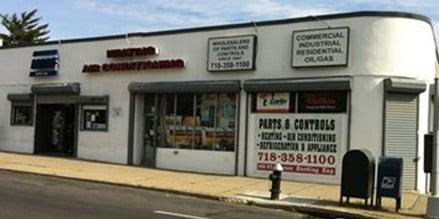 HEATING
AIR CONDITIONING
WHOLESALERS
OF PARTS AND
CONTROLS
718-358-1100
COMMERCIAL
INDUSTRIAL
RESIDENTIAL
OIL/GAS
PARTS & CONTROLS
• HEATING • AIR CONDITIONING
• REFRIGERATION & APPLIANCE
718-358-1100